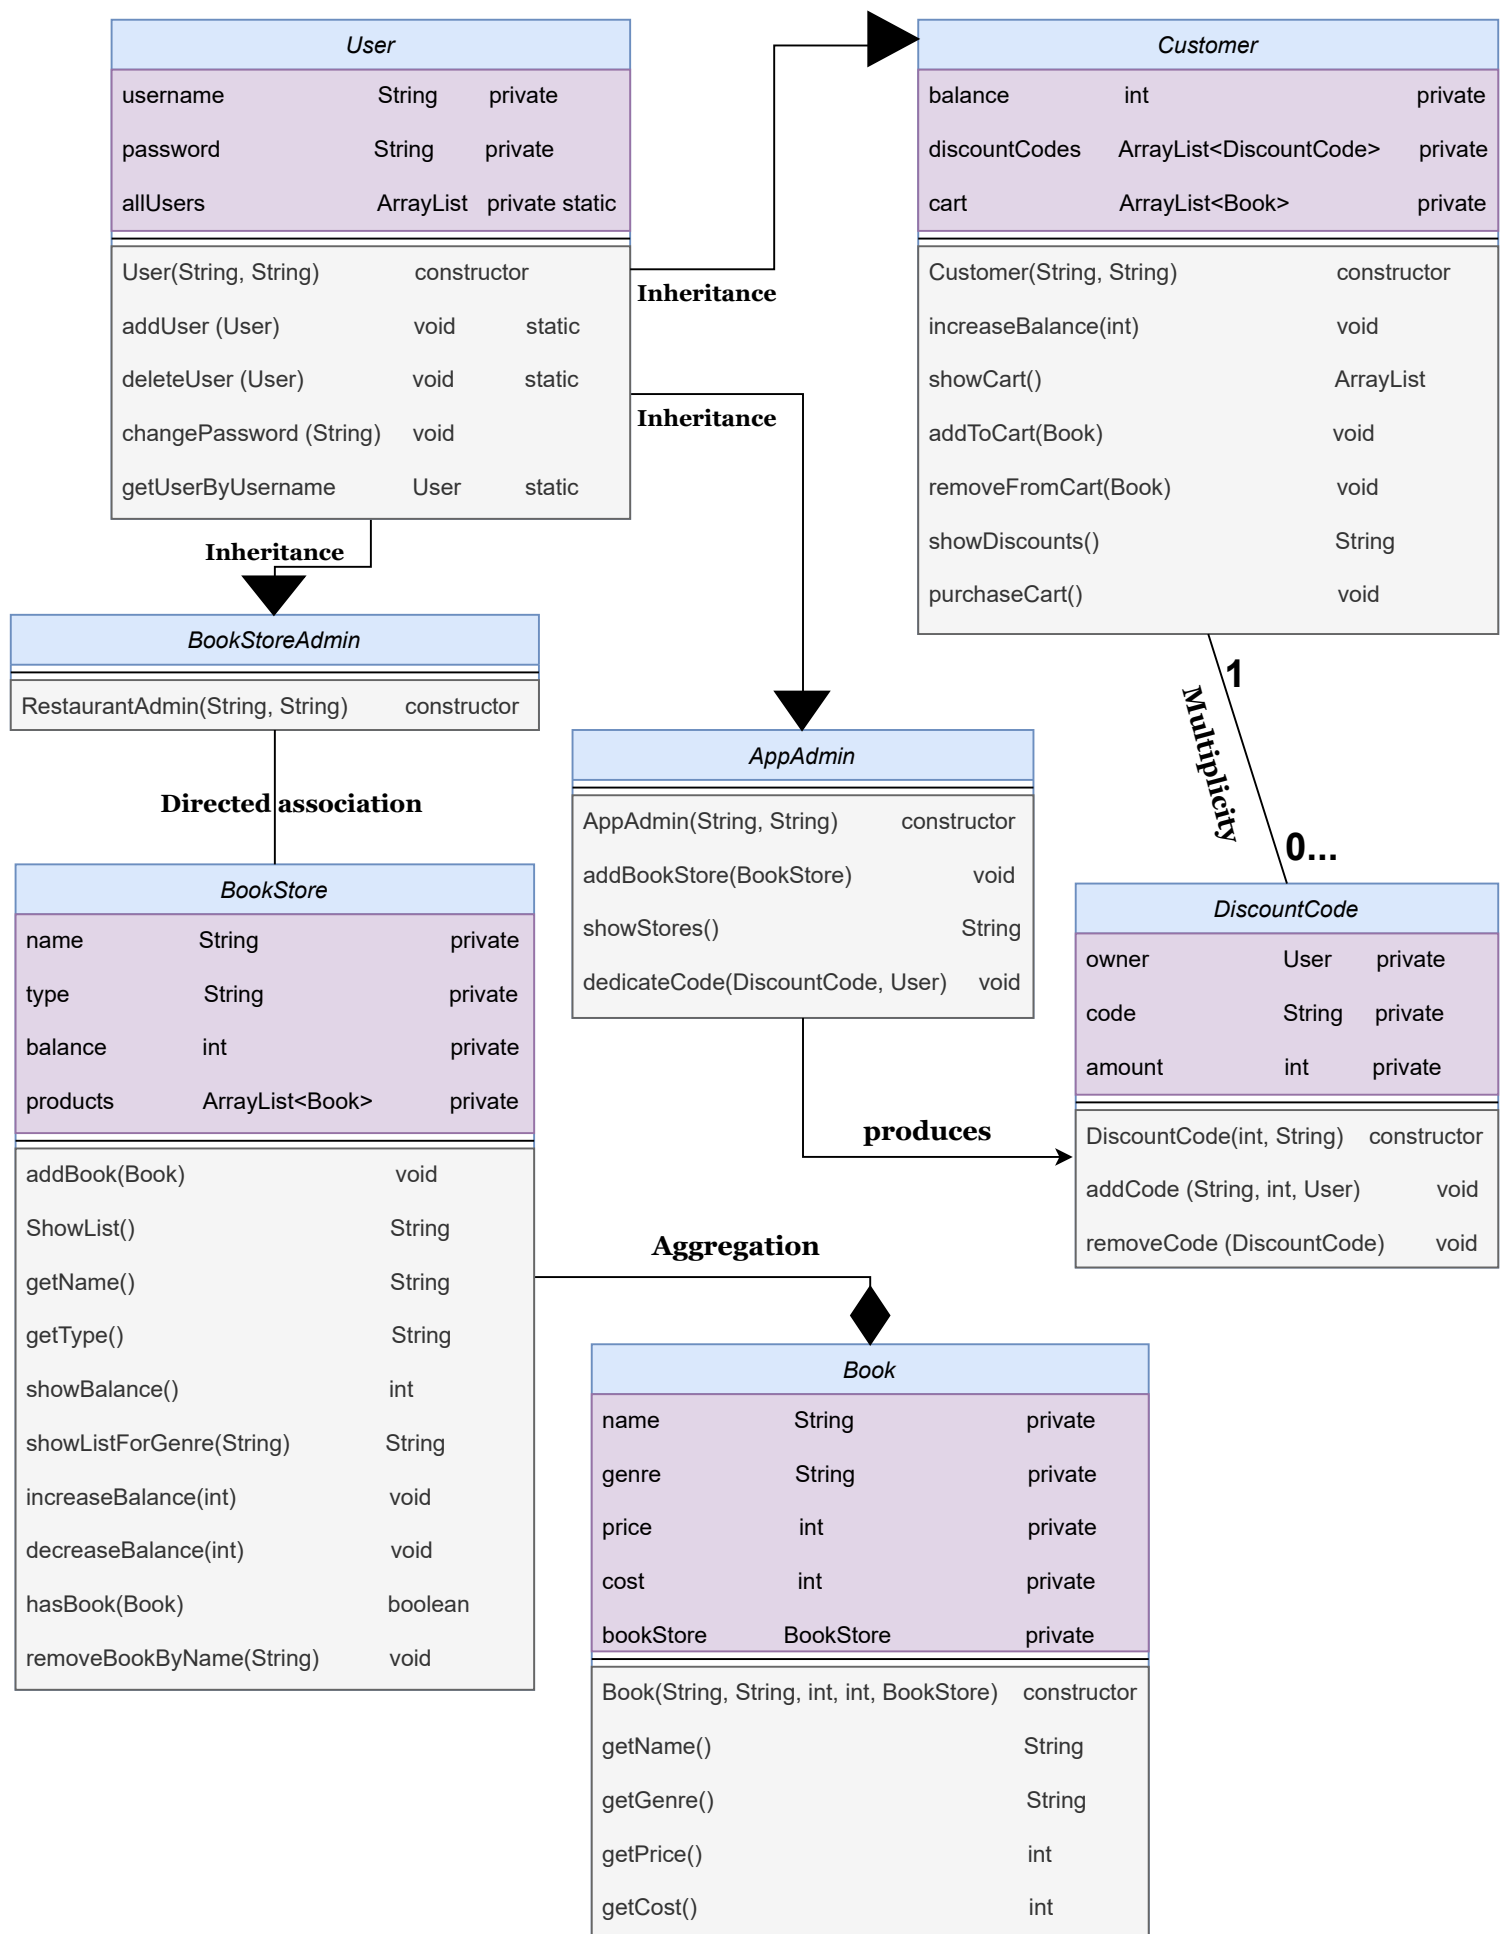 User
username String private
password String private
allUsers ArrayList private static
User(String, String) constructor
addUser (User) void static
deleteUser (User) void static
changePassword (String) void
getUserByUsername User static
Inheritance
Inheritance
Inheritance
Customer
balance int private
discountCodes ArrayList<DiscountCode> private
cart ArrayList<Book> private
Customer(String, String) constructor
increaseBalance(int) void
showCart() ArrayList
addToCart(Book) void
removeFromCart(Book) void
showDiscounts() String
purchaseCart() void
BookStoreAdmin
RestaurantAdmin(String, String) constructor
Directed association
AppAdmin
AppAdmin(String, String) constructor
addBookStore(BookStore) void
showStores() String
dedicateCode(DiscountCode, User) void
1
Multiplicity
0...
BookStore
name String private
type String private
balance int private
products ArrayList<Book> private
addBook(Book) void
ShowList() String
getName() String
getType() String
showBalance() int
showListForGenre(String) String
increaseBalance(int) void
decreaseBalance(int) void
hasBook(Book) boolean
removeBookByName(String) void
DiscountCode
owner User private
code String private
amount int private
DiscountCode(int, String) constructor
addCode (String, int, User) void
removeCode (DiscountCode) void
produces
Aggregation
Book
name String private
genre String private
price int private
cost int private
bookStore BookStore private
Book(String, String, int, int, BookStore) constructor
getName() String
getGenre() String
getPrice() int
getCost() int